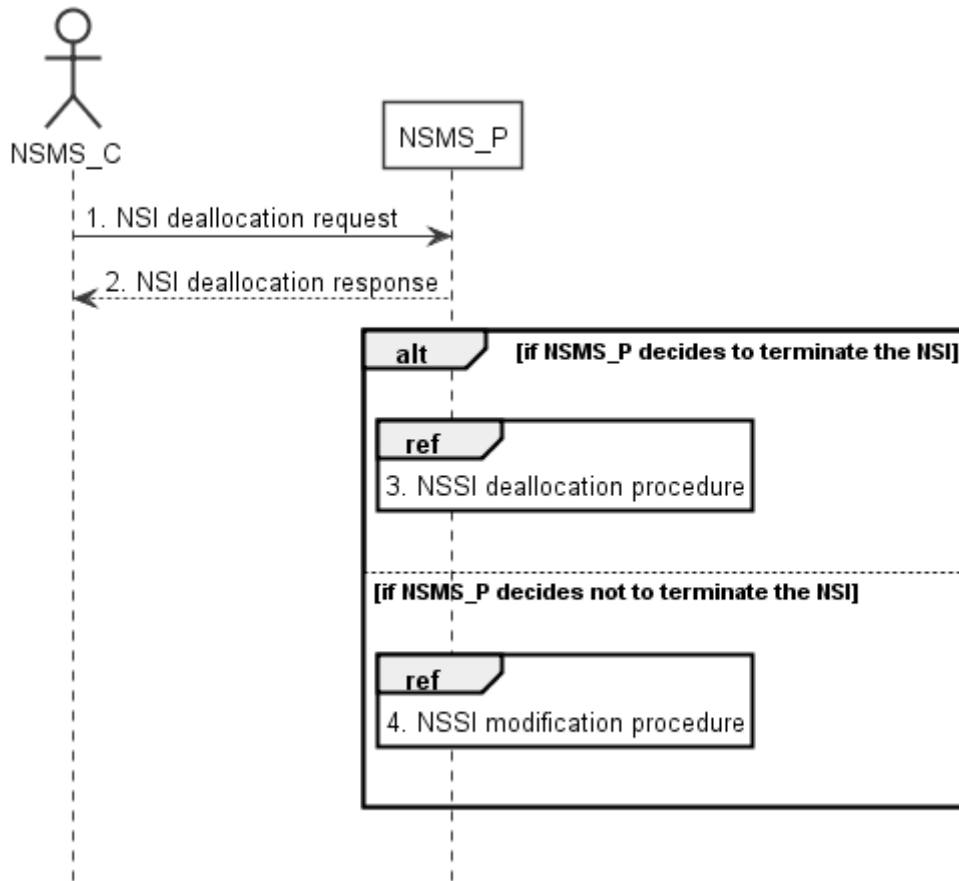 NSMS_C
NSMS_P
1. NSI deallocation request
2. NSI deallocation response
alt [if NSMS_P decides to terminate the NSI]
ref
3. NSSI deallocation procedure
[if NSMS_P decides not to terminate the NSI]
ref
4. NSSI modification procedure